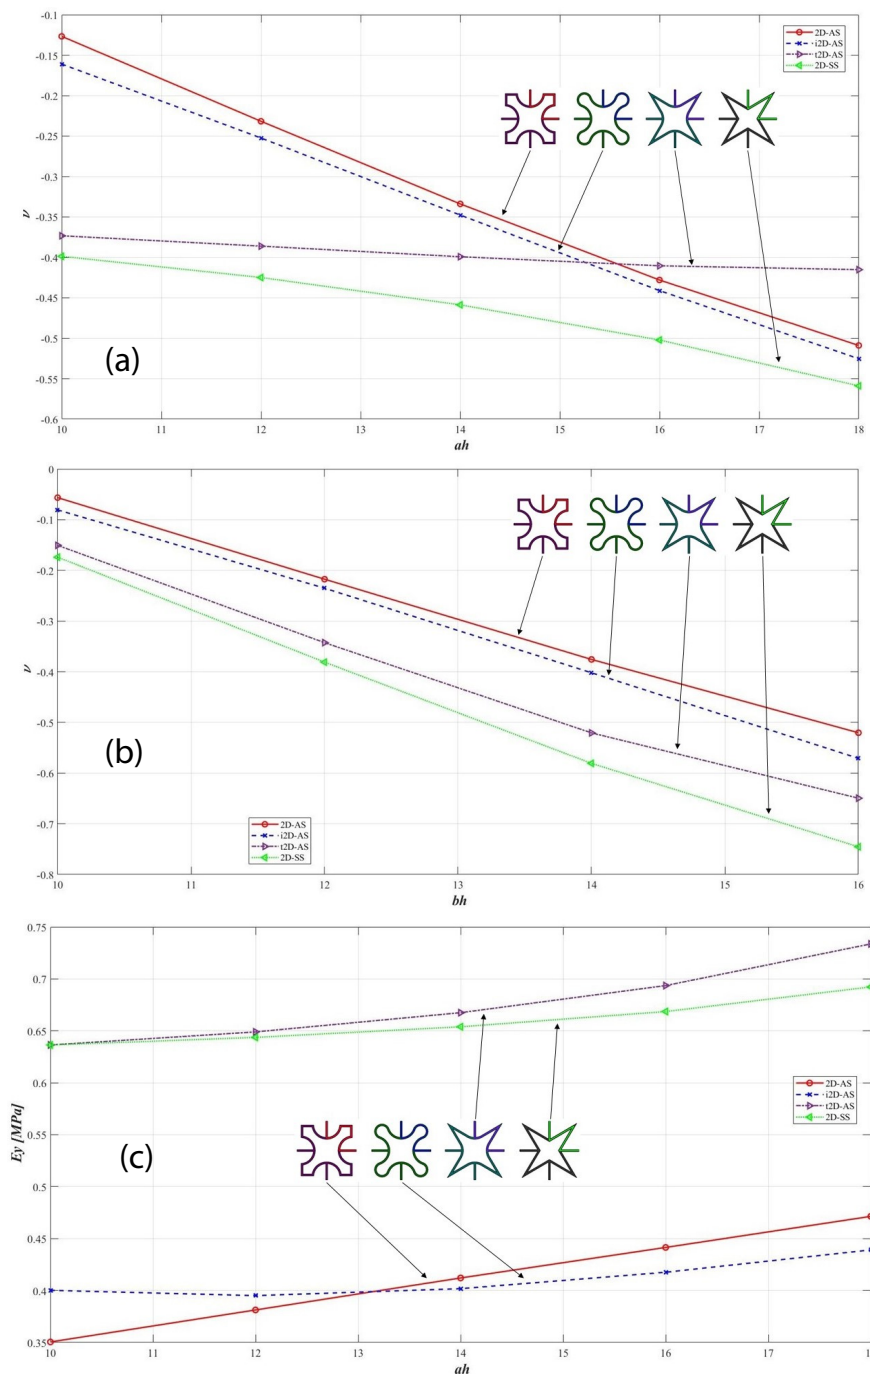 -0.1
-0.15
-0.2
-0.25
-0.3
-0.35
-0.4
-0.45
-0.5
-0.55
-0.6
ν
2D-AS
i2D-AS
t2D-AS
2D-SS
(a)
10 11 12 13 14 15 16 17 18
ah
0
-0.1
-0.2
-0.3
-0.4
-0.5
-0.6
-0.7
-0.8
ν
(b)
2D-AS
i2D-AS
t2D-AS
2D-SS
10 11 12 13 14 15 16
bh
0.75
0.7
0.65
0.6
0.55
0.5
0.45
0.4
0.35
Ey [MPa]
2D-AS
i2D-AS
t2D-AS
2D-SS
(c)
10 11 12 13 14 15 16 17
ah